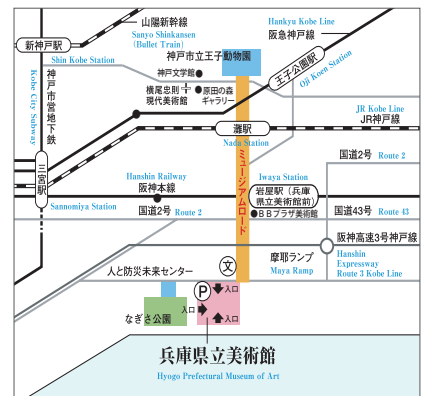 山陽新幹線
Sanyo Shinkansen
(Bullet Train)
Hankyu Kobe Line
阪急神戸線
新神戸駅
Shin Kobe Station
神戸市立王子動物園
神戸文学館
王子公園駅
Oji Koen Station
神戸市営地下鉄
Kobe City Subway
横尾忠則
現代美術館
原田の森
ギャラリー
JR Kobe Line
JR神戸線
灘駅
Nada Station
ミュージアムロード
国道2号 Route 2
三宮駅
Sannomiya Station
Hanshin Railway
阪神本線
Iwaya Station
岩屋駅（兵庫
県立美術館前）
BBプラザ美術館
国道2号 Route 2
国道43号 Route 43
阪神高速3号神戸線
Hanshin
Expressway
Route 3 Kobe Line
摩耶ランプ
Maya Ramp
人と防災未来センター
文
P
入口
入口
入口
なぎさ公園
兵庫県立美術館
Hyogo Prefectural Museum of Art